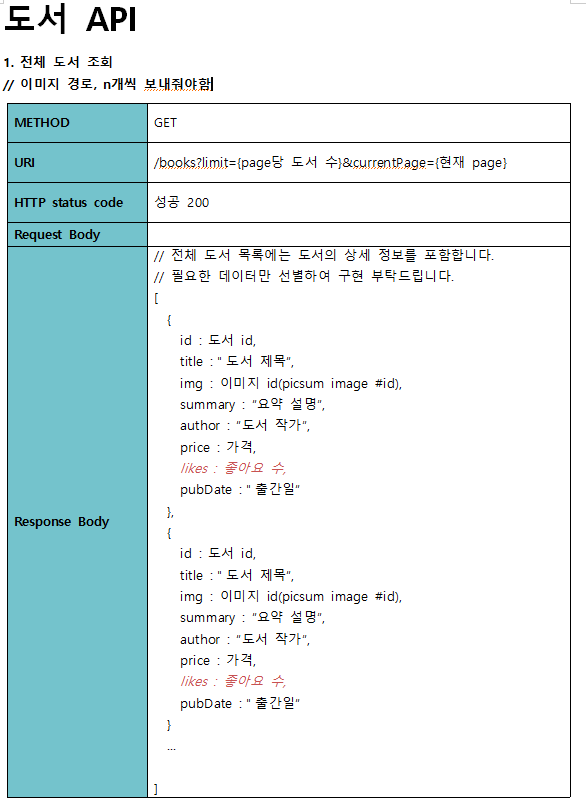 도서 API
1. 전체 도서 조회
// 이미지 경로, n개씩 보내줘야함
METHOD
GET
URI
/books?limit={page당 도서 수}&currentPage={현재 page}
HTTP status code
성공 200
Request Body
Response Body
// 전체 도서 목록에는 도서의 상세 정보를 포함합니다.
// 필요한 데이터만 선별하여 구현 부탁드립니다.
[
{
id : 도서 id,
title : " 도서 제목",
img : 이미지 id(picsum image #id),
summary : "요약 설명",
author : "도서 작가",
price : 가격,
likes : 좋아요 수,
pubDate : " 출간일"
},
{
id : 도서 id,
title : " 도서 제목",
img : 이미지 id(picsum image #id),
summary : "요약 설명",
author : "도서 작가",
price : 가격,
likes : 좋아요 수,
pubDate : " 출간일"
}
...
]